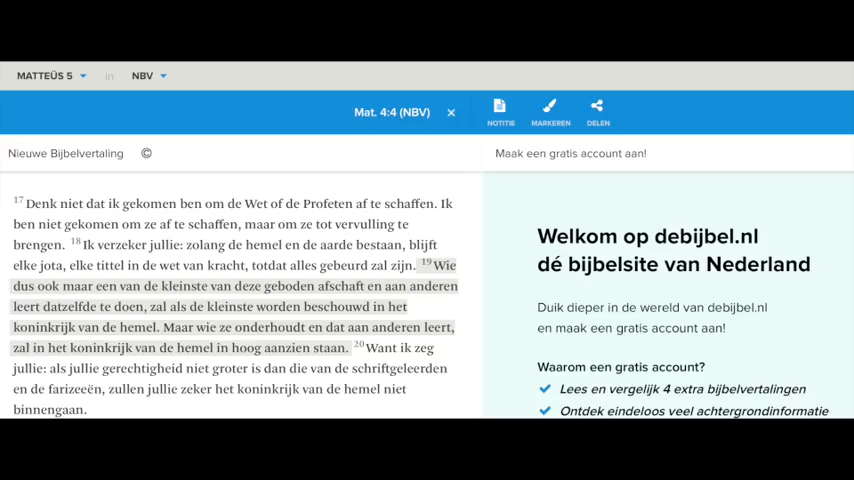 MATTEÜS 5 in NBV
Mat. 4:4 (NBV) ×
NOTITIE MARKEREN DELEN
Nieuwe Bijbelvertaling ©
Maak een gratis account aan!
17 Denk niet dat ik gekomen ben om de Wet of de Profeten af te schaffen. Ik
ben niet gekomen om ze af te schaffen, maar om ze tot vervulling te
brengen. 18 Ik verzeker jullie: zolang de hemel en de aarde bestaan, blijft
elke jota, elke tittel in de wet van kracht, totdat alles gebeurd zal zijn. 19 Wie
dus ook maar een van de kleinste van deze geboden afschaft en aan anderen
leert datzelfde te doen, zal als de kleinste worden beschouwd in het
koninkrijk van de hemel. Maar wie ze onderhoudt en dat aan anderen leert,
zal in het koninkrijk van de hemel in hoog aanzien staan. 20 Want ik zeg
jullie: als jullie gerechtigheid niet groter is dan die van de schriftgeleerden
en de farizeeën, zullen jullie zeker het koninkrijk van de hemel niet
binnengaan.
Welkom op debijbel.nl
dé bijbelsite van Nederland
Duik dieper in de wereld van debijbel.nl
en maak een gratis account aan!
Waarom een gratis account?
Lees en vergelijk 4 extra bijbelvertalingen
Ontdek eindeloos veel achtergrondinformatie